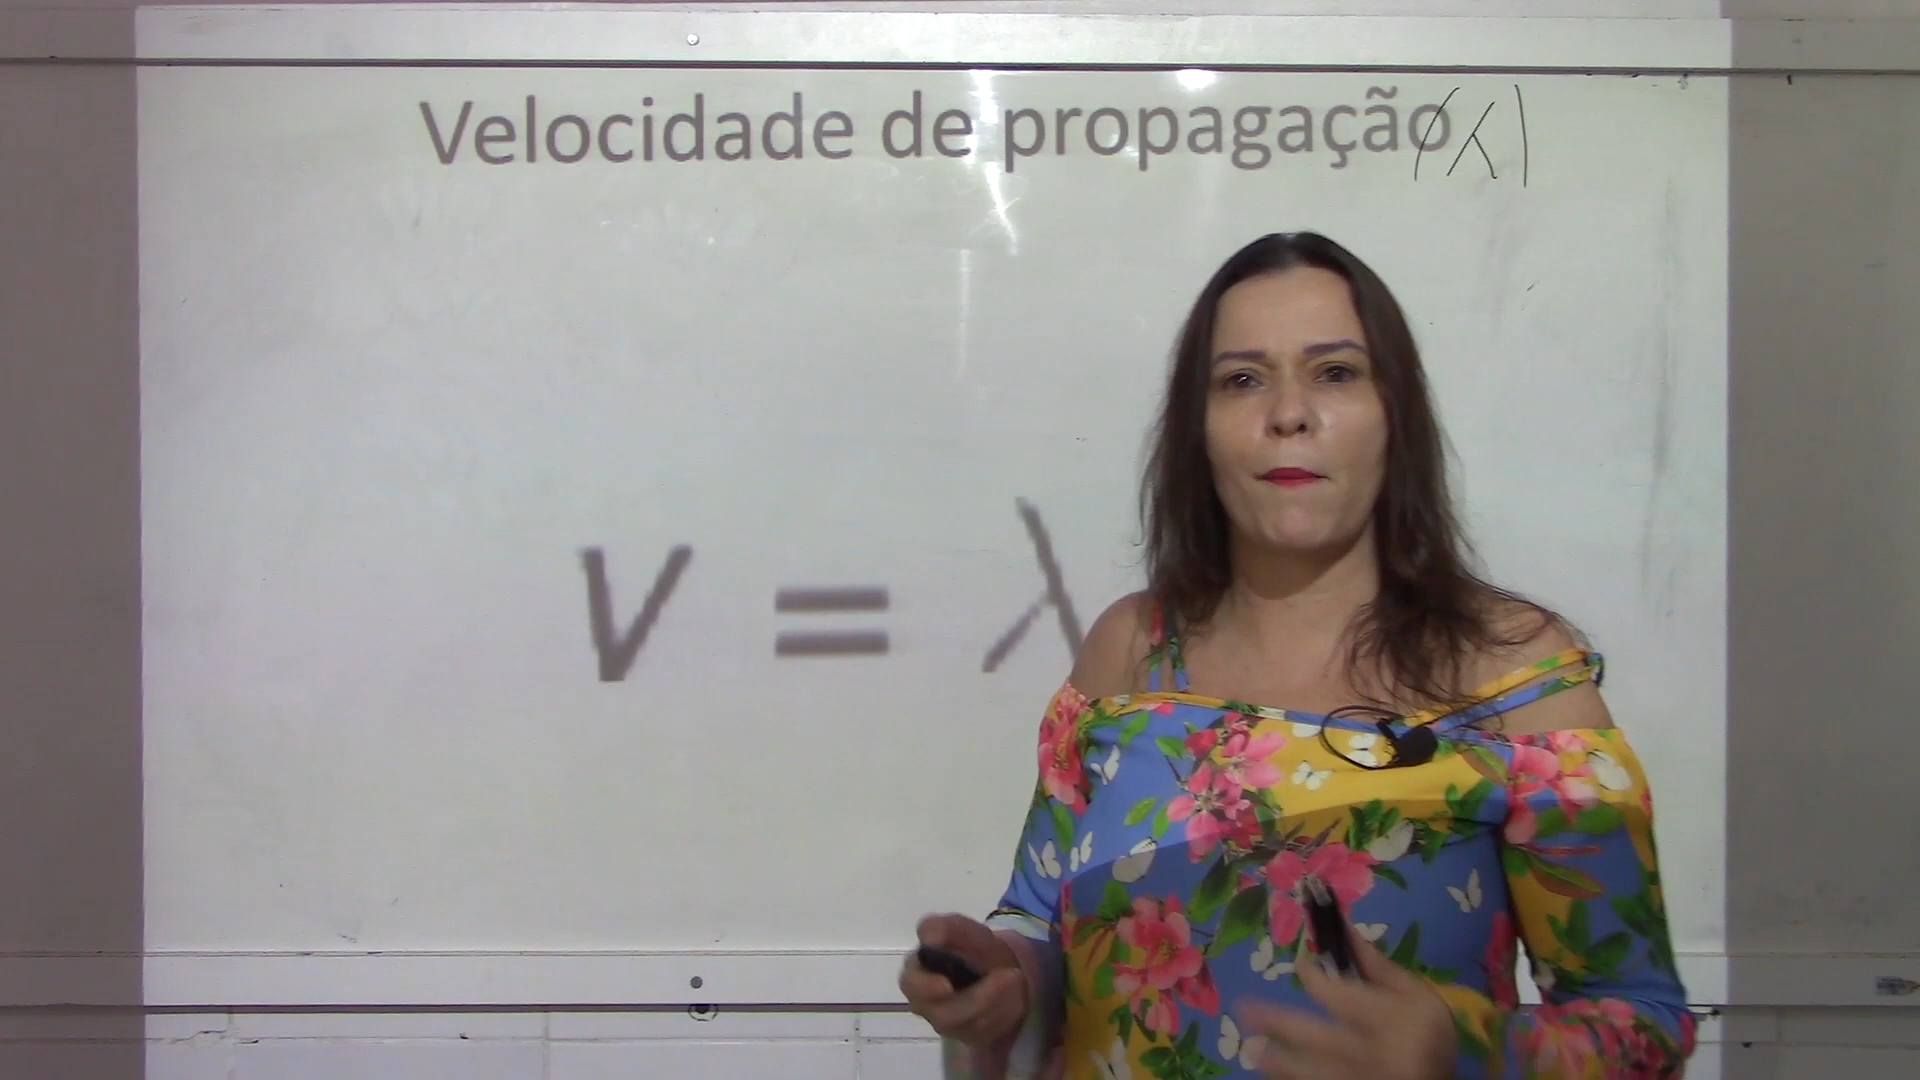 Velocidade de propagação (λ)
v = λ